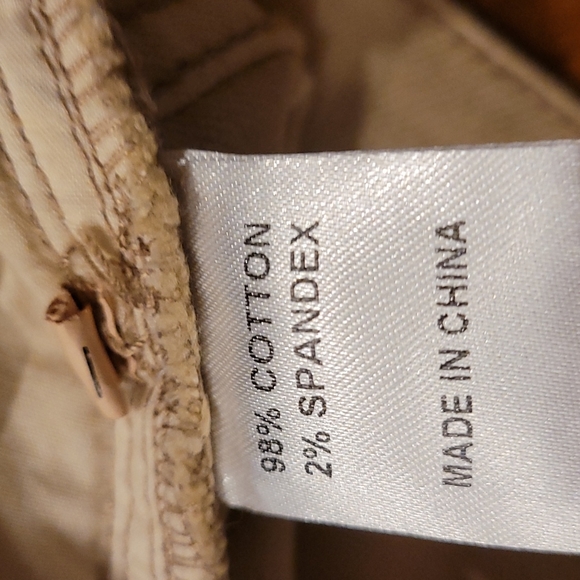 98% COTTON
2% SPANDEX
MADE IN CHINA